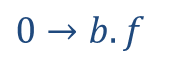 0 → b.f